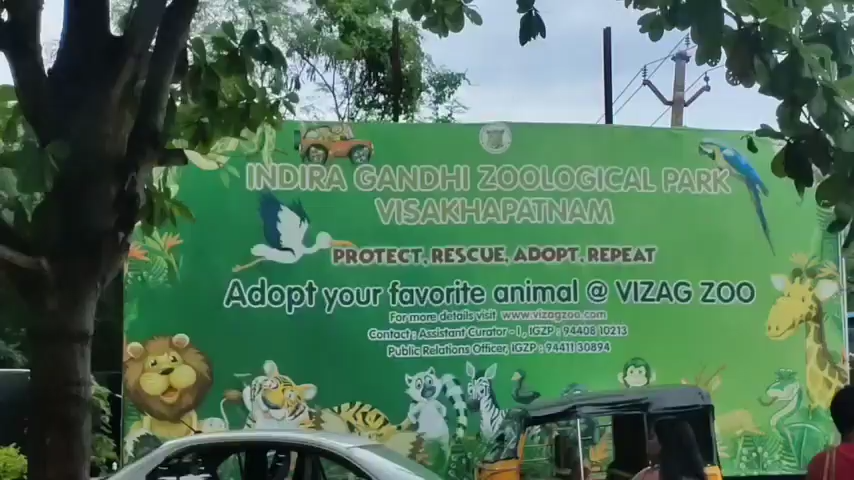 INDIRA GANDHI ZOOLOGICAL PARK
VISAKHAPATNAM
PROTECT, RESCUE, ADOPT, REPEAT
Adopt your favorite animal @ VIZAG ZOO
For more details visit www.vizagzoo.com
Contact : Assistant Curator - I, IGZP : 94408 10213
Public Relations Officer, IGZP : 94411 30894